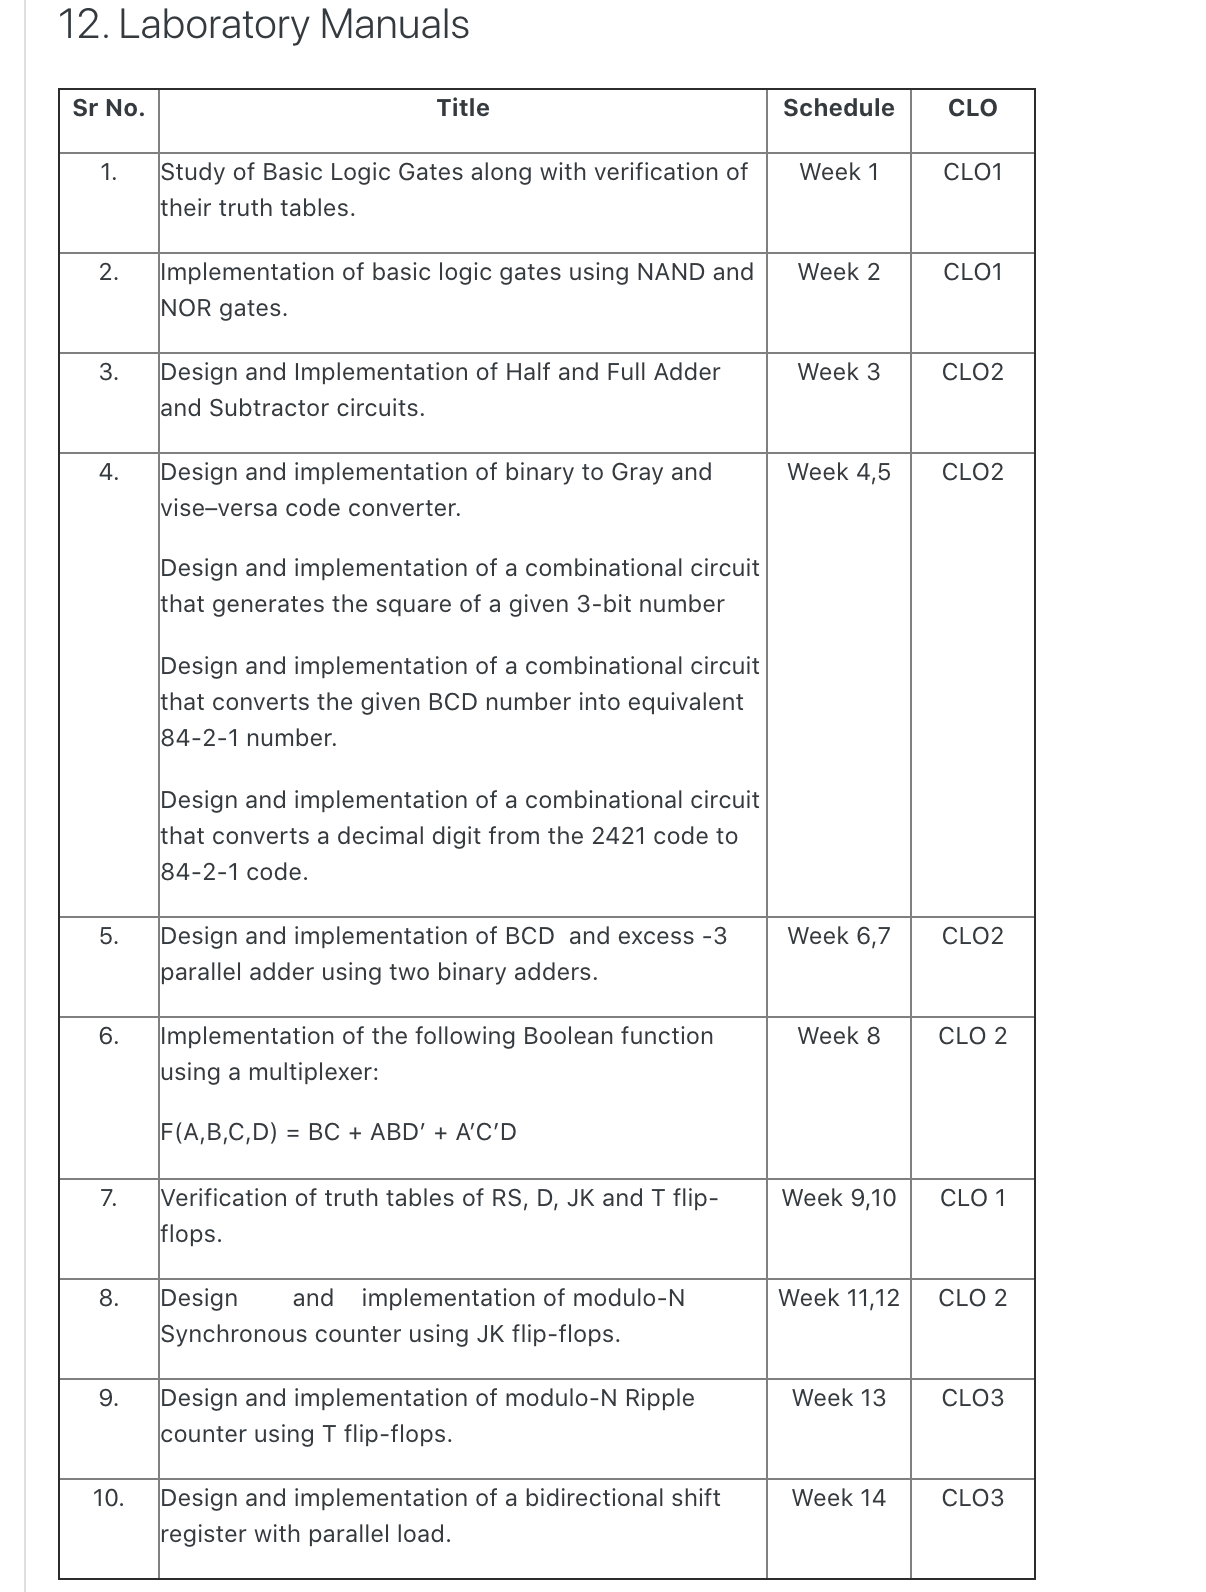 12. Laboratory Manuals
Sr No. Title Schedule CLO
1. Study of Basic Logic Gates along with verification of Week 1 CLO1
their truth tables.
2. Implementation of basic logic gates using NAND and Week 2 CLO1
NOR gates.
3. Design and Implementation of Half and Full Adder Week 3 CLO2
and Subtractor circuits.
4. Design and implementation of binary to Gray and Week 4,5 CLO2
vise–versa code converter.
Design and implementation of a combinational circuit
that generates the square of a given 3-bit number
Design and implementation of a combinational circuit
that converts the given BCD number into equivalent
84-2-1 number.
Design and implementation of a combinational circuit
that converts a decimal digit from the 2421 code to
84-2-1 code.
5. Design and implementation of BCD and excess -3 Week 6,7 CLO2
parallel adder using two binary adders.
6. Implementation of the following Boolean function Week 8 CLO 2
using a multiplexer:
F(A,B,C,D) = BC + ABD′ + A′C′D
7. Verification of truth tables of RS, D, JK and T flip- Week 9,10 CLO 1
flops.
8. Design and implementation of modulo-N Week 11,12 CLO 2
Synchronous counter using JK flip-flops.
9. Design and implementation of modulo-N Ripple Week 13 CLO3
counter using T flip-flops.
10. Design and implementation of a bidirectional shift Week 14 CLO3
register with parallel load.